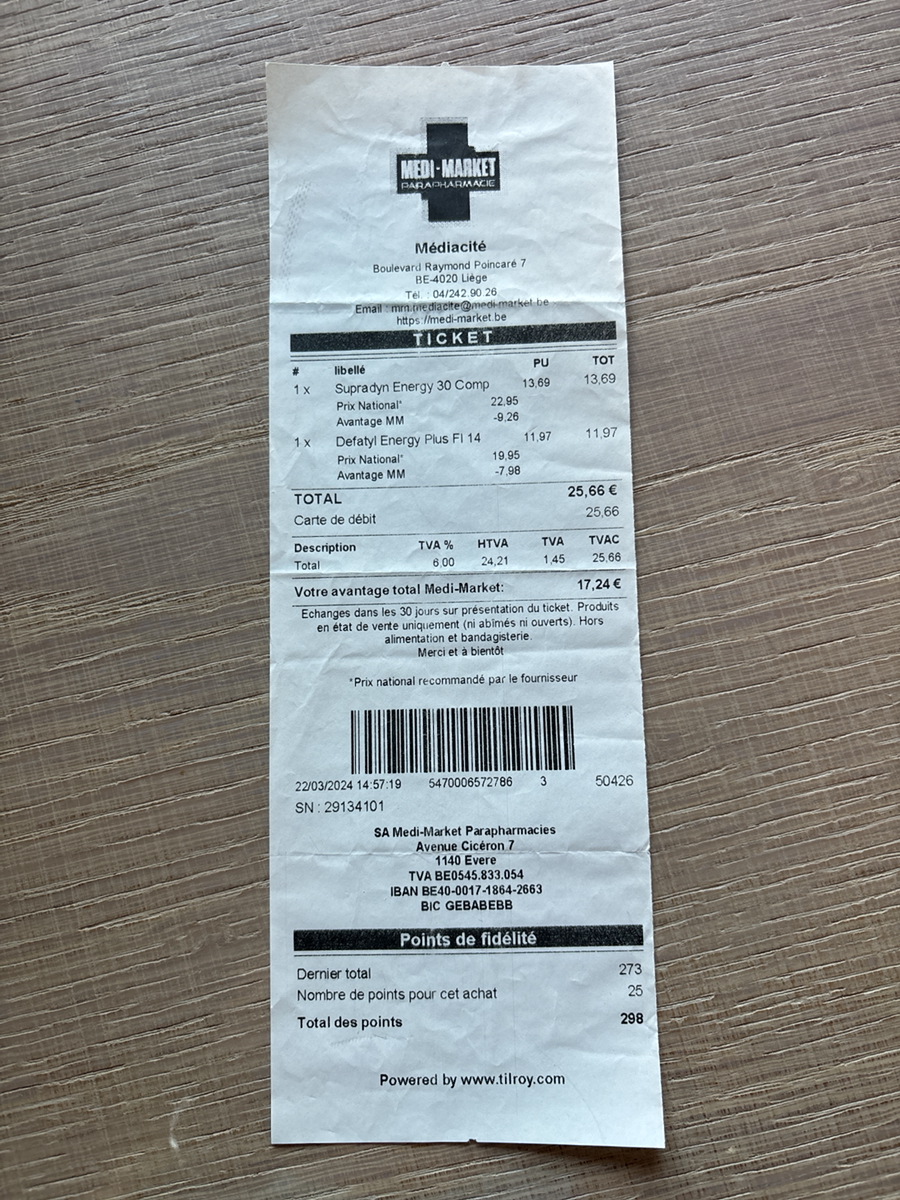 MEDI-MARKET
PARAPHARMACIE
Médiacité
Boulevard Raymond Poincaré 7
BE-4020 Liège
Tél. : 04/242.90.26
Email : mm.mediacite@medi-market.be
https://medi-market.be
TICKET
# libellé PU TOT
1 x Supradyn Energy 30 Comp 13,69 13,69
Prix National* 22,95
Avantage MM -9,26
1 x Defatyl Energy Plus Fl 14 11,97 11,97
Prix National* 19,95
Avantage MM -7,98
TOTAL 25,66 €
Carte de débit 25,66
Description TVA % HTVA TVA TVAC
Total 6,00 24,21 1,45 25,66
Votre avantage total Medi-Market: 17,24 €
Echanges dans les 30 jours sur présentation du ticket. Produits
en état de vente uniquement (ni abîmés ni ouverts). Hors
alimentation et bandagisterie.
Merci et à bientôt
*Prix national recommandé par le fournisseur
22/03/2024 14:57:19 5470006572786 3 50426
SN : 29134101
SA Medi-Market Parapharmacies
Avenue Cicéron 7
1140 Evere
TVA BE0545.833.054
IBAN BE40-0017-1864-2663
BIC GEBABEBB
Points de fidélité
Dernier total 273
Nombre de points pour cet achat 25
Total des points 298
Powered by www.tilroy.com